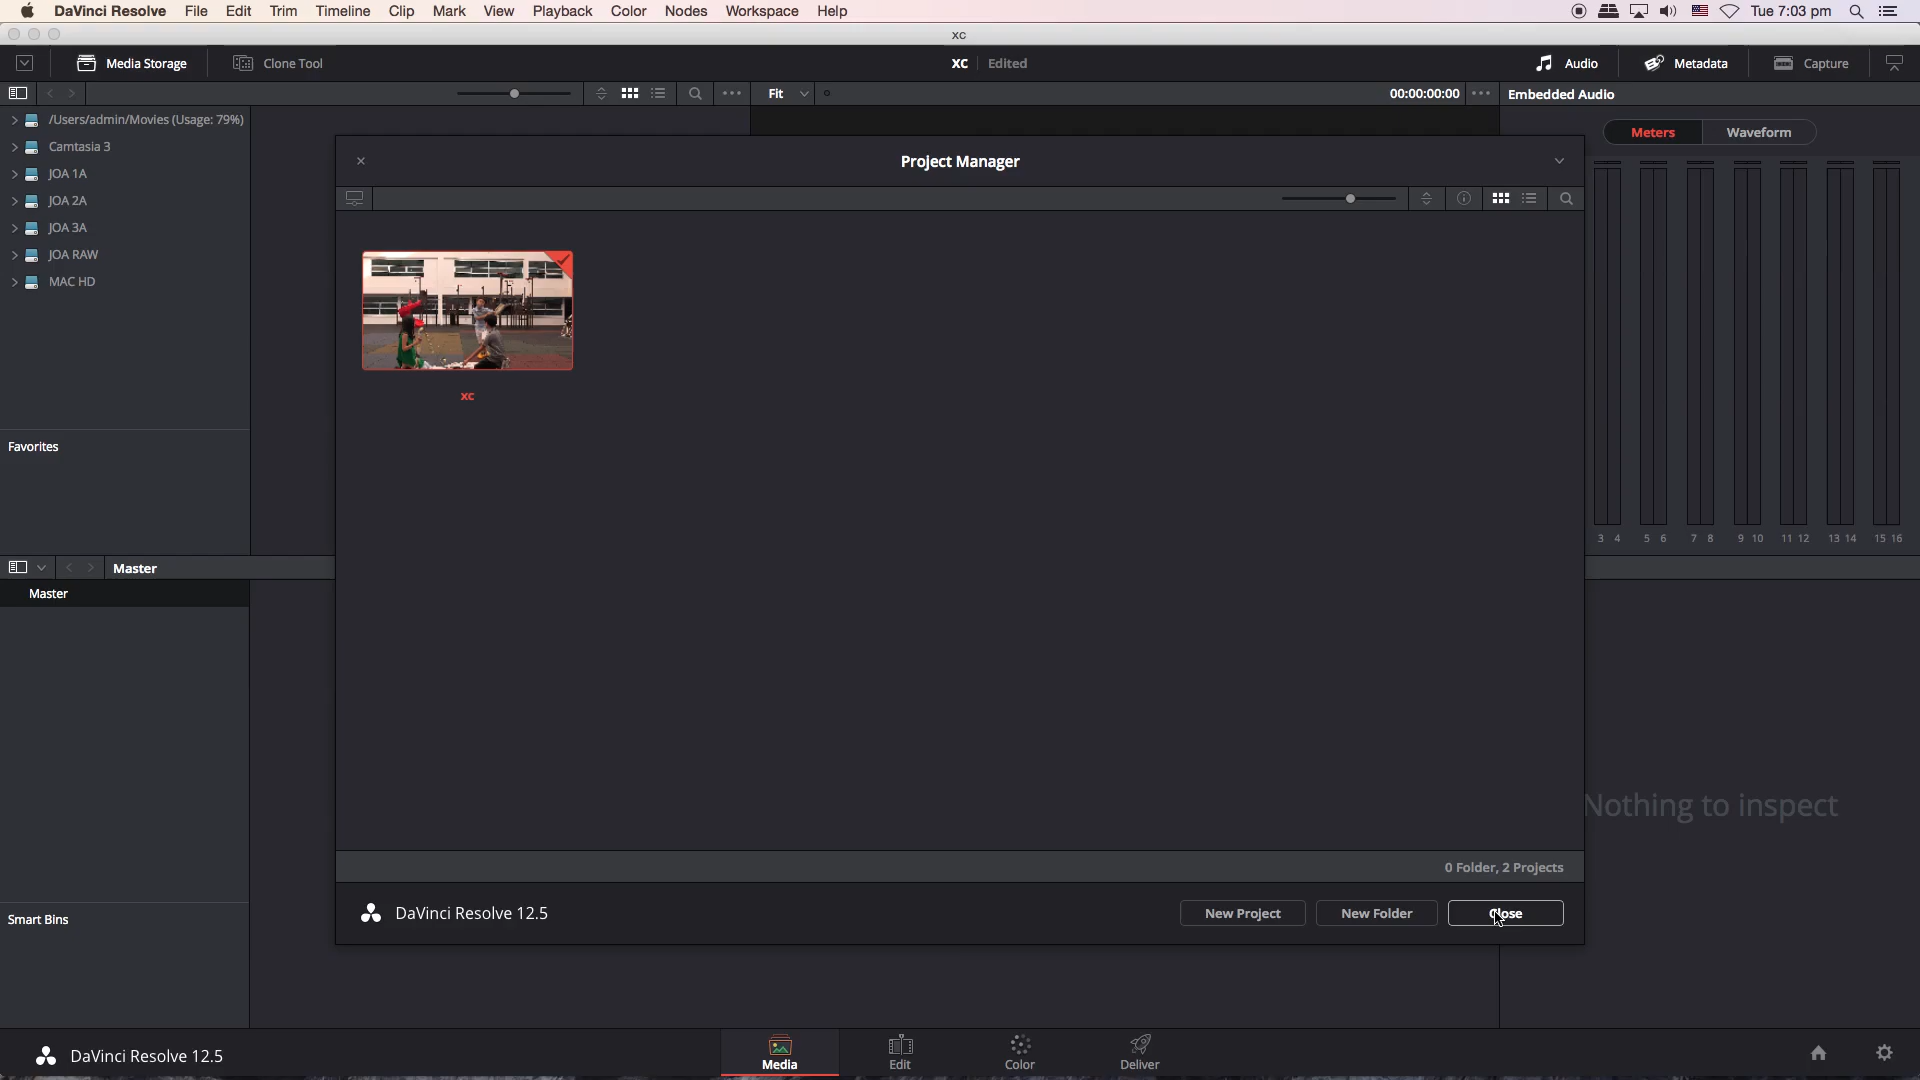 DaVinci Resolve File Edit Trim Timeline Clip Mark View Playback Color Nodes Workspace Help Tue 7:03 pm
xc
Media Storage Clone Tool XC Edited Audio Metadata Capture
Fit 00:00:00:00 Embedded Audio
/Users/admin/Movies (Usage: 79%)
Camtasia 3
JOA 1A
JOA 2A
JOA 3A
JOA RAW
MAC HD
Favorites
Meters Waveform
3 4 5 6 7 8 9 10 11 12 13 14 15 16
Project Manager
xc
0 Folder, 2 Projects
DaVinci Resolve 12.5 New Project New Folder Close
Master
Master
Smart Bins
Nothing to inspect
DaVinci Resolve 12.5 Media Edit Color Deliver